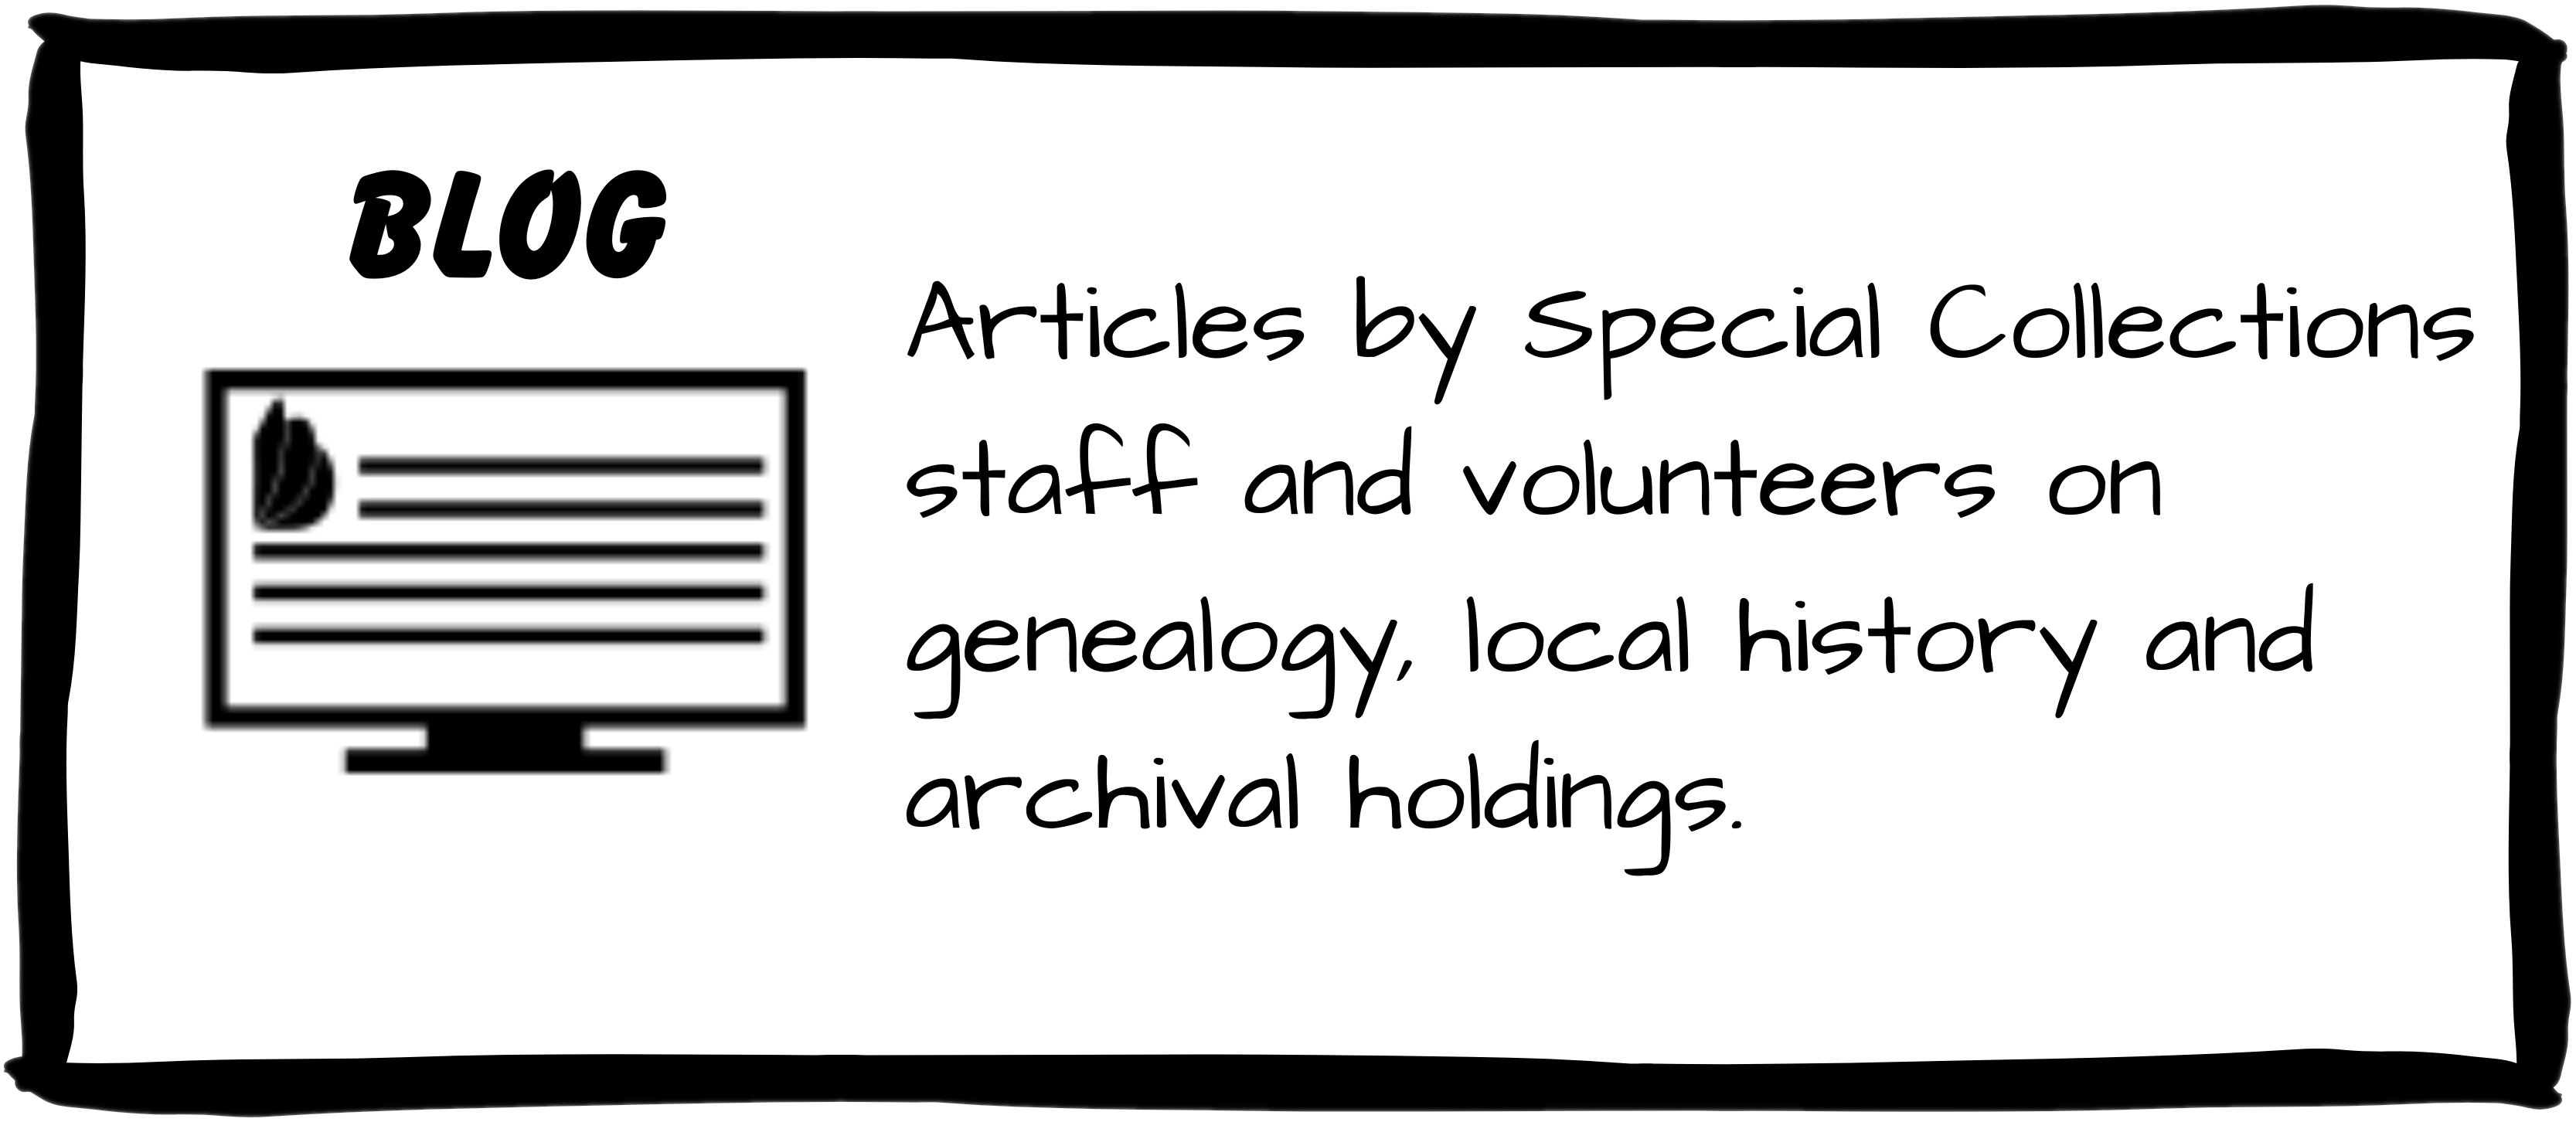 BLOG
Articles by Special Collections
staff and volunteers on
genealogy, local history and
archival holdings.